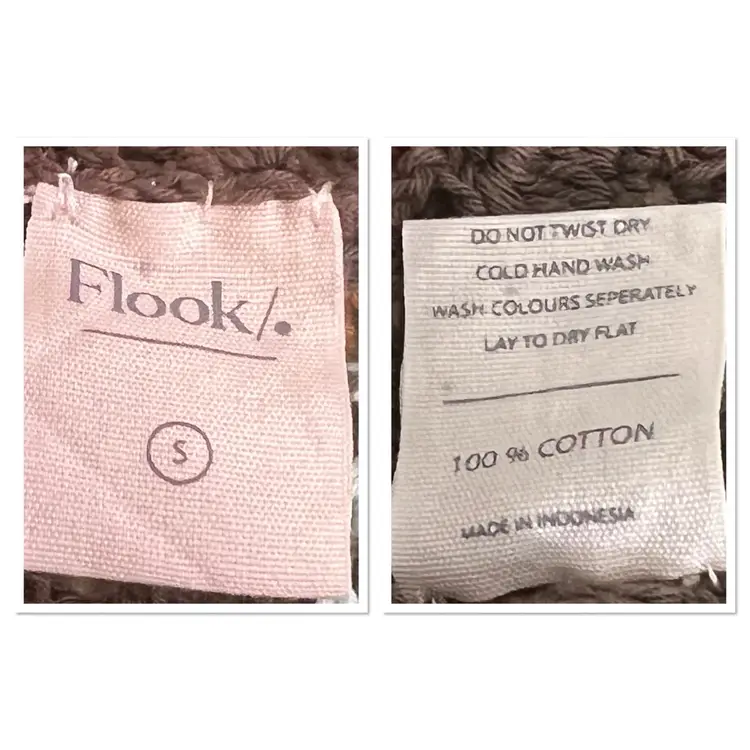 Flook/.
S
DO NOT TWIST DRY
COLD HAND WASH
WASH COLOURS SEPERATELY
LAY TO DRY FLAT
100 % COTTON
MADE IN INDONESIA